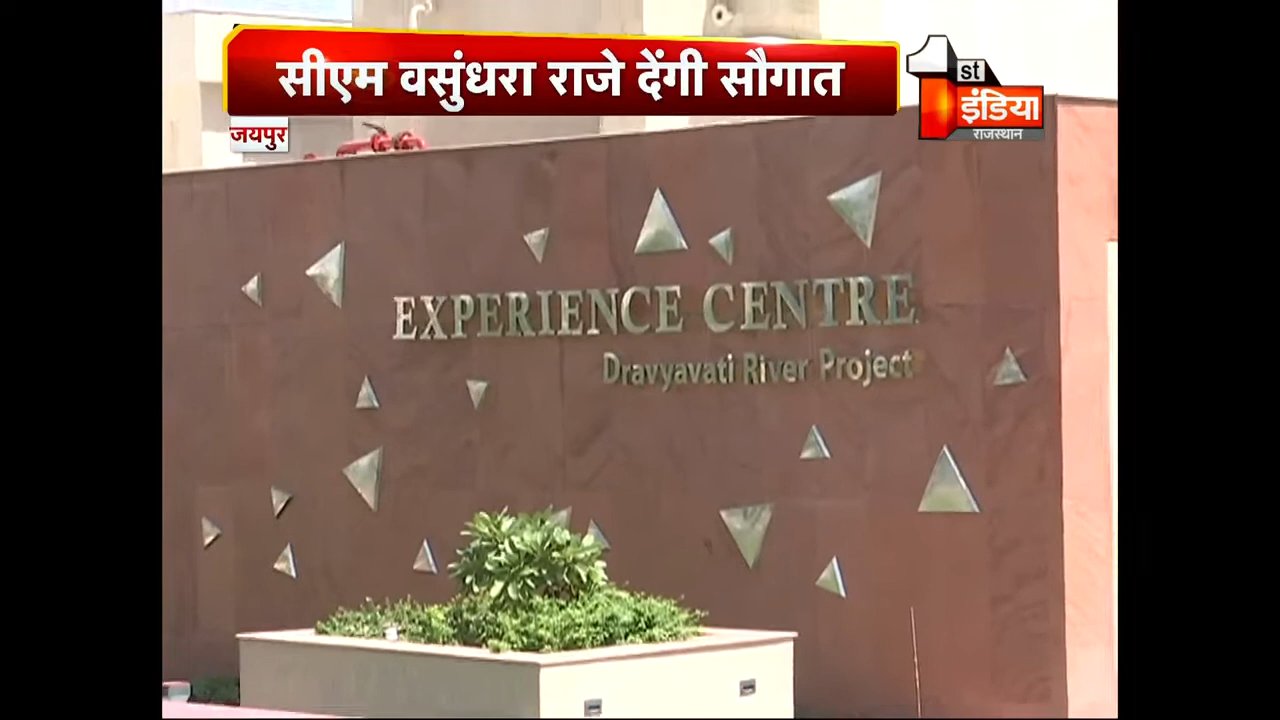 सीएम वसुंधरा राजे देंगी सौगात
1st
इंडिया
राजस्थान
जयपुर
EXPERIENCE CENTRE
Dravyavati River Project